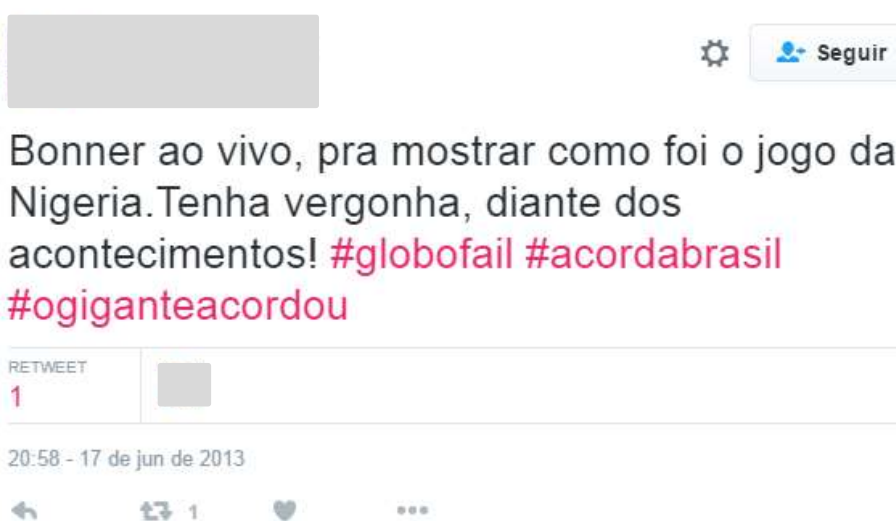 Seguir
Bonner ao vivo, pra mostrar como foi o jogo da
Nigeria.Tenha vergonha, diante dos
acontecimentos! #globofail #acordabrasil
#ogiganteacordou
RETWEET
1
20:58 - 17 de jun de 2013
1